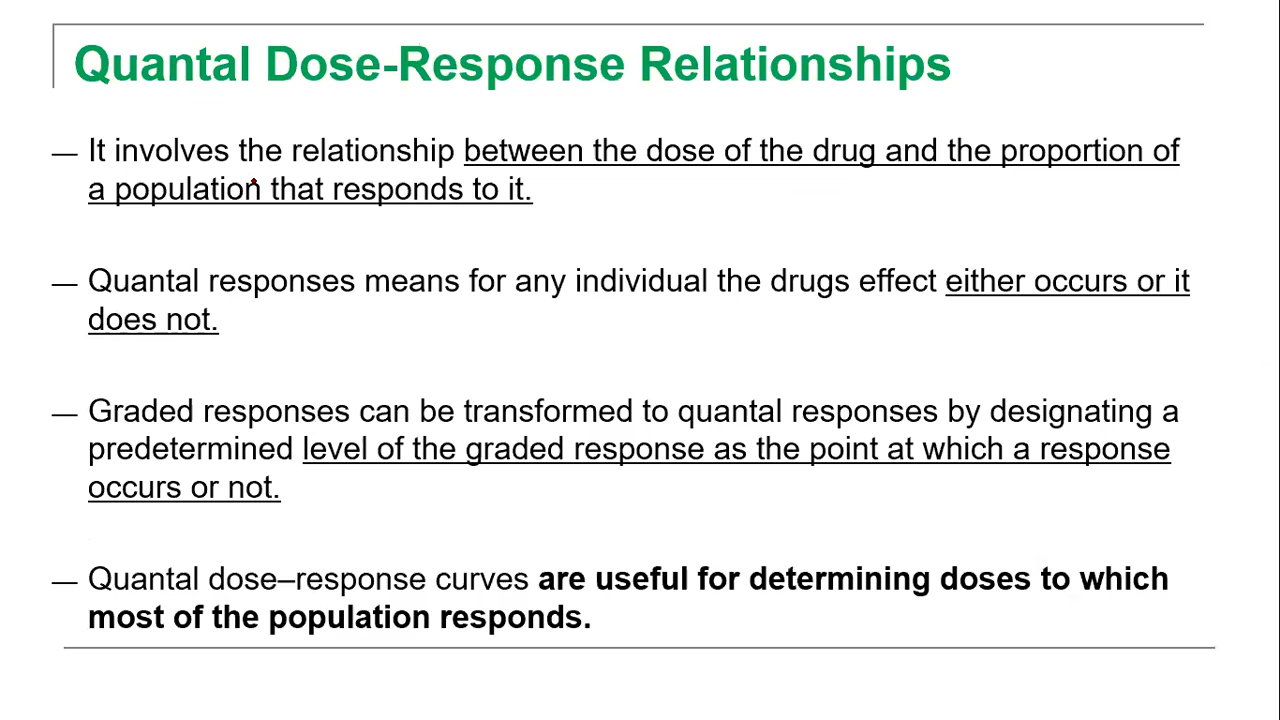 Quantal Dose-Response Relationships
— It involves the relationship between the dose of the drug and the proportion of
a population that responds to it.
— Quantal responses means for any individual the drugs effect either occurs or it
does not.
— Graded responses can be transformed to quantal responses by designating a
predetermined level of the graded response as the point at which a response
occurs or not.
— Quantal dose–response curves are useful for determining doses to which
most of the population responds.